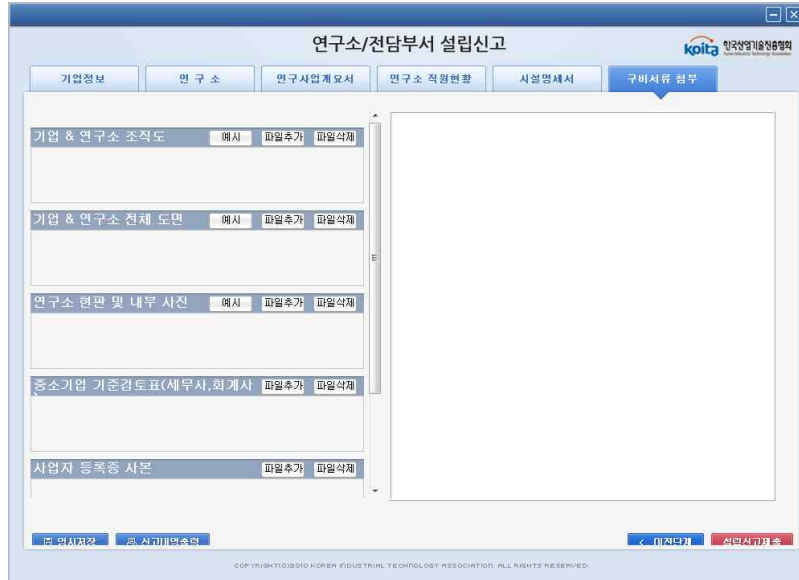 연구소/전담부서 설립신고
koita 한국산업기술진흥협회
기업정보
연 구 소
연구사업개요서
연구소 직원현황
시설명세서
구비서류 첨부
기업 & 연구소 조직도 예시 파일추가 파일삭제
기업 & 연구소 전체 도면 예시 파일추가 파일삭제
연구소 현판 및 내부 사진 예시 파일추가 파일삭제
중소기업 기준검토표(세무사,회계사 파일추가 파일삭제
사업자 등록증 사본 파일추가 파일삭제
임시저장
신고내역출력
< 이전단계
설립신고제출
COPYRIGHT(C)2010 KOREA INDUSTRIAL TECHNOLOGY ASSOCIATION. ALL RIGHTS RESERVED.